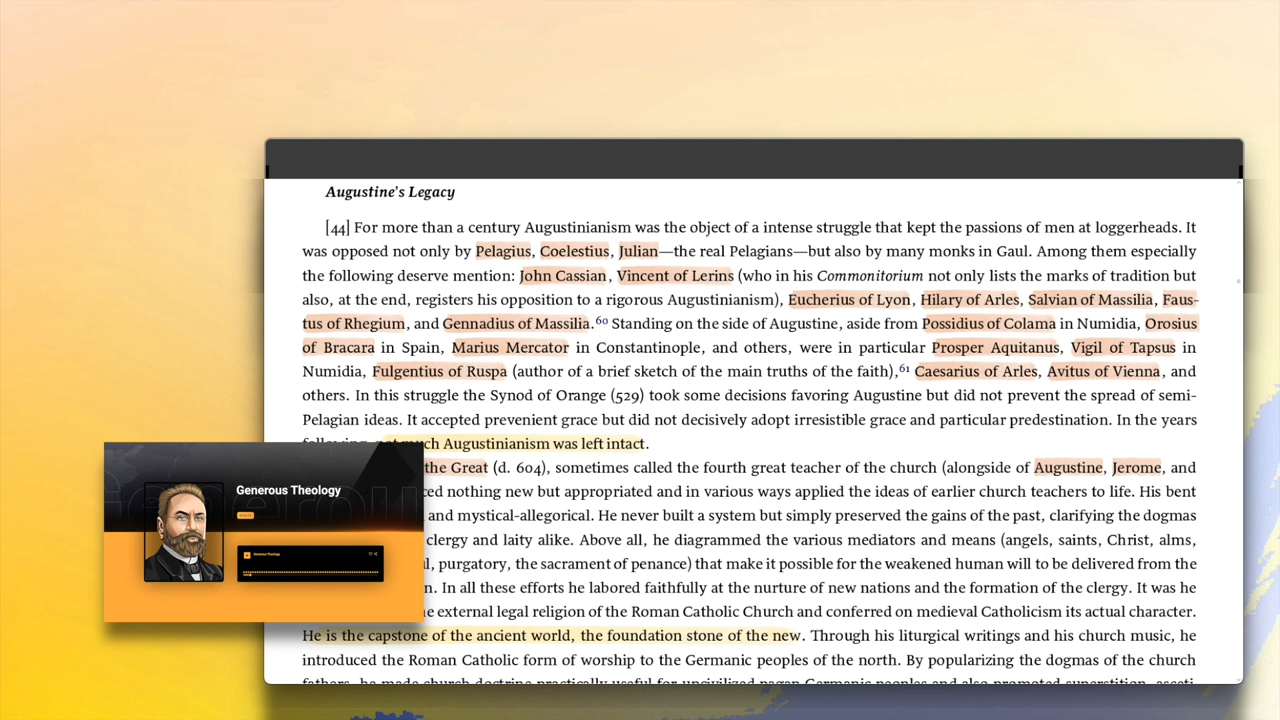 Augustine's Legacy
[44] For more than a century Augustinianism was the object of a intense struggle that kept the passions of men at loggerheads. It
was opposed not only by Pelagius, Coelestius, Julian—the real Pelagians—but also by many monks in Gaul. Among them especially
the following deserve mention: John Cassian, Vincent of Lerins (who in his Commonitorium not only lists the marks of tradition but
also, at the end, registers his opposition to a rigorous Augustinianism), Eucherius of Lyon, Hilary of Arles, Salvian of Massilia, Faus-
tus of Rhegium, and Gennadius of Massilia.60 Standing on the side of Augustine, aside from Possidius of Colama in Numidia, Orosius
of Bracara in Spain, Marius Mercator in Constantinople, and others, were in particular Prosper Aquitanus, Vigil of Tapsus in
Numidia, Fulgentius of Ruspa (author of a brief sketch of the main truths of the faith),61 Caesarius of Arles, Avitus of Vienna, and
others. In this struggle the Synod of Orange (529) took some decisions favoring Augustine but did not prevent the spread of semi-
Pelagian ideas. It accepted prevenient grace but did not decisively adopt irresistible grace and particular predestination. In the years
much Augustinianism was left intact.
the Great (d. 604), sometimes called the fourth great teacher of the church (alongside of Augustine, Jerome, and
nothing new but appropriated and in various ways applied the ideas of earlier church teachers to life. His bent
and mystical-allegorical. He never built a system but simply preserved the gains of the past, clarifying the dogmas
clergy and laity alike. Above all, he diagrammed the various mediators and means (angels, saints, Christ, alms,
purgatory, the sacrament of penance) that make it possible for the weakened human will to be delivered from the
In all these efforts he labored faithfully at the nurture of new nations and the formation of the clergy. It was he
external legal religion of the Roman Catholic Church and conferred on medieval Catholicism its actual character.
He is the capstone of the ancient world, the foundation stone of the new. Through his liturgical writings and his church music, he
introduced the Roman Catholic form of worship to the Germanic peoples of the north. By popularizing the dogmas of the church
fathers, he made church doctrine practically useful for uncivilized pagan Germanic peoples and also promoted superstition, asceti-
Generous Theology
Generous Theology